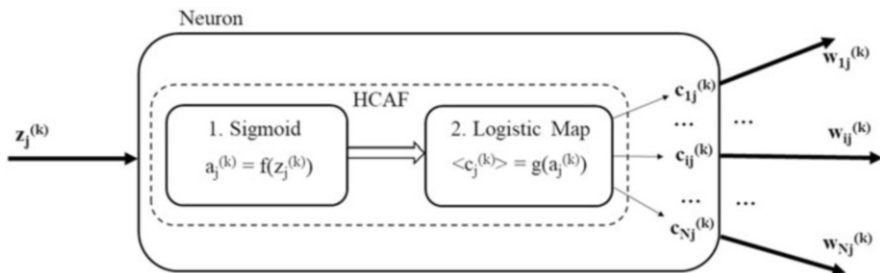 Neuron
HCAF
z_j^(k)
1. Sigmoid
a_j^(k) = f(z_j^(k))
2. Logistic Map
<c_j^(k)> = g(a_j^(k))
c_1j^(k)
... ...
c_ij^(k)
... ...
c_Nj^(k)
w_1j^(k)
w_ij^(k)
w_Nj^(k)